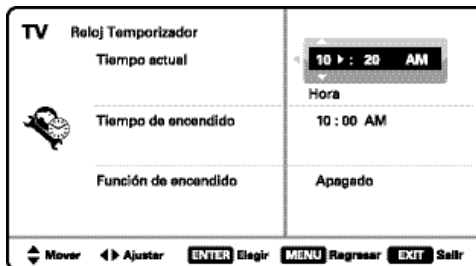 TV Reloj Temporizador
Tiempo actual 10 : 20 AM
Hora
Tiempo de encendido 10 : 00 AM
Función de encendido Apagado
Mover Ajustar ENTER Elegir MENU Regresar EXIT Salir